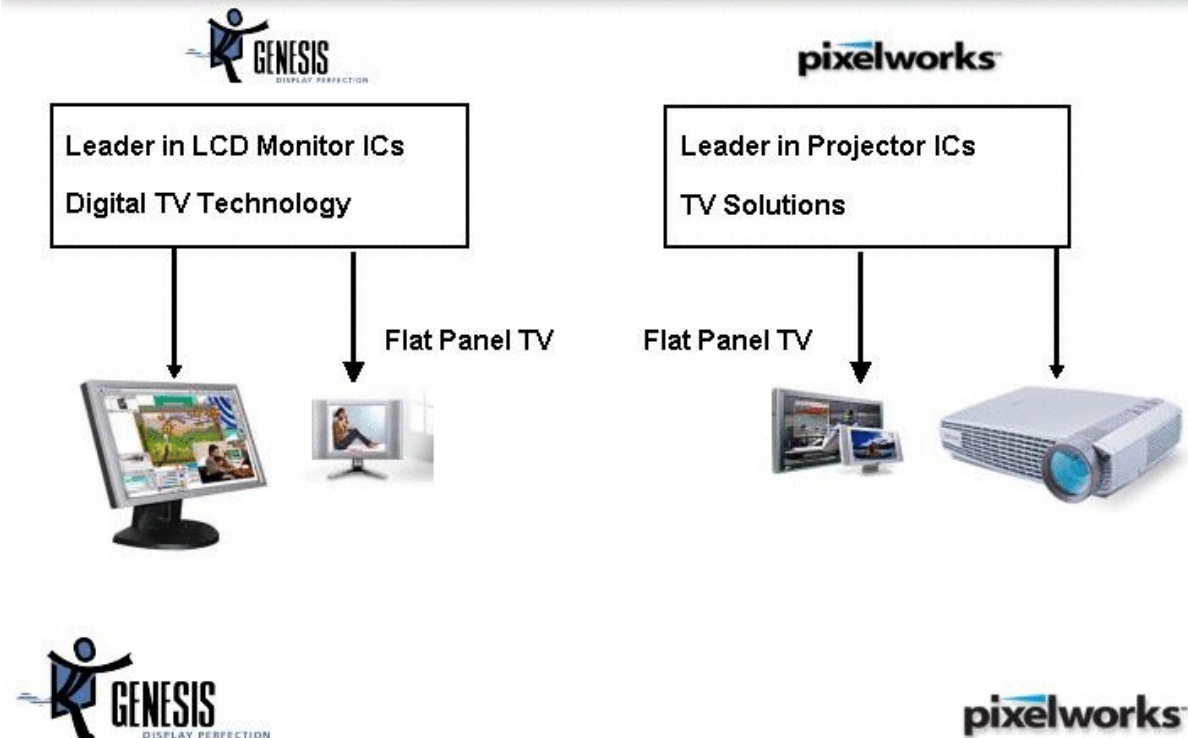 GENESIS
DISPLAY PERFECTION
pixelworks
Leader in LCD Monitor ICs
Digital TV Technology
Leader in Projector ICs
TV Solutions
Flat Panel TV
Flat Panel TV
GENESIS
DISPLAY PERFECTION
pixelworks